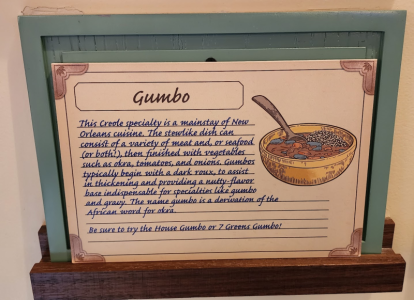 Gumbo
This Creole specialty is a mainstay of New
Orleans cuisine. The stewlike dish can
consist of a variety of meat and, or seafood
(or both!), then finished with vegetables
such as okra, tomatoes, and onions. Gumbos
typically begin with a dark roux, to assist
in thickening and providing a nutty-flavor
base indispensable for specialties like gumbo
and gravy. The name gumbo is a derivation of the
African word for okra.
Be sure to try the House Gumbo or 7 Greens Gumbo!